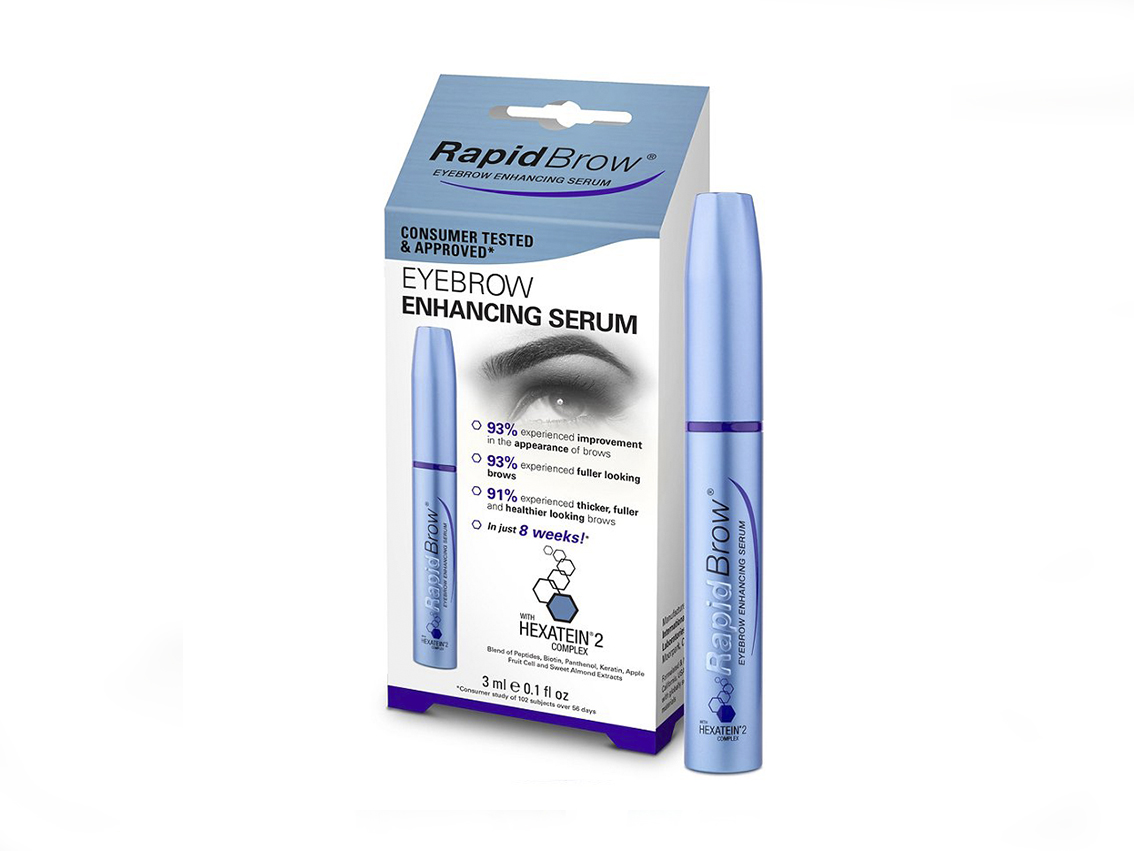 RapidBrow®
EYEBROW ENHANCING SERUM
CONSUMER TESTED
& APPROVED*
EYEBROW
ENHANCING SERUM
93% experienced improvement
in the appearance of brows
93% experienced fuller looking
brows
91% experienced thicker, fuller
and healthier looking brows
In just 8 weeks!*
WITH
HEXATEIN®2
COMPLEX
Blend of Peptides, Biotin, Panthenol, Keratin, Apple
Fruit Cell and Sweet Almond Extracts
3 ml e 0.1 fl oz
*Consumer study of 102 subjects over 56 days
RapidBrow
EYEBROW ENHANCING SERUM
HEXATEIN®2
COMPLEX
RapidBrow®
EYEBROW ENHANCING SERUM
WITH
HEXATEIN®2
COMPLEX